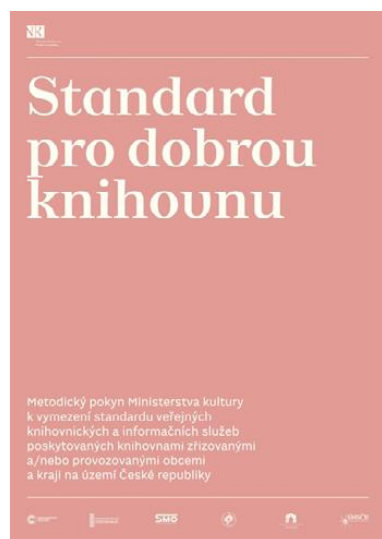 NK
Standard
pro dobrou
knihovnu
Metodický pokyn Ministerstva kultury
k vymezení standardu veřejných
knihovnických a informačních služeb
poskytovaných knihovnami zřizovanými
a/nebo provozovanými obcemi
a kraji na území České republiky
SMO